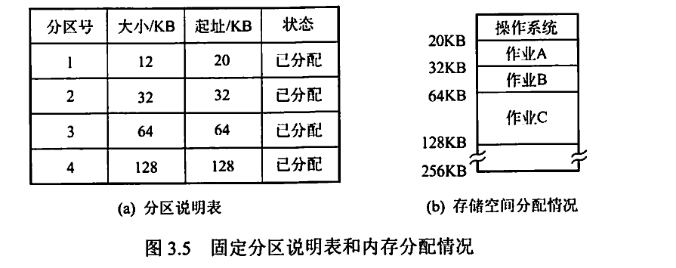 分区号 大小/KB 起址/KB 状态
1 12 20 已分配
2 32 32 已分配
3 64 64 已分配
4 128 128 已分配
(a) 分区说明表
操作系统
20KB
作业A
32KB
作业B
64KB
作业C
128KB
256KB
(b) 存储空间分配情况
图 3.5 固定分区说明表和内存分配情况